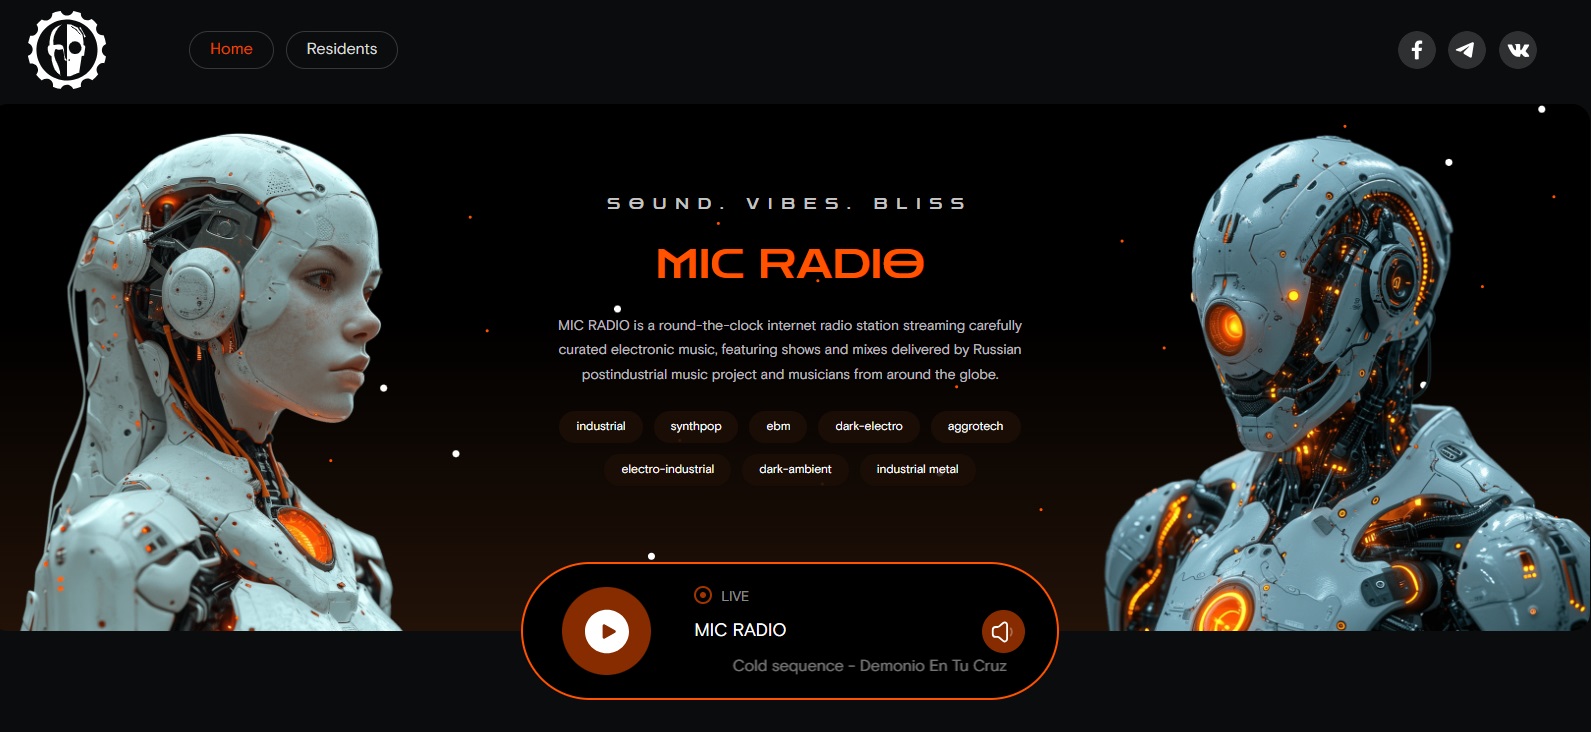 Home
Residents
SOUND. VIBES. BLISS
MIC RADIO
MIC RADIO is a round-the-clock internet radio station streaming carefully
curated electronic music, featuring shows and mixes delivered by Russian
postindustrial music project and musicians from around the globe.
industrial
synthpop
ebm
dark-electro
aggrotech
electro-industrial
dark-ambient
industrial metal
LIVE
MIC RADIO
Cold sequence - Demonio En Tu Cruz